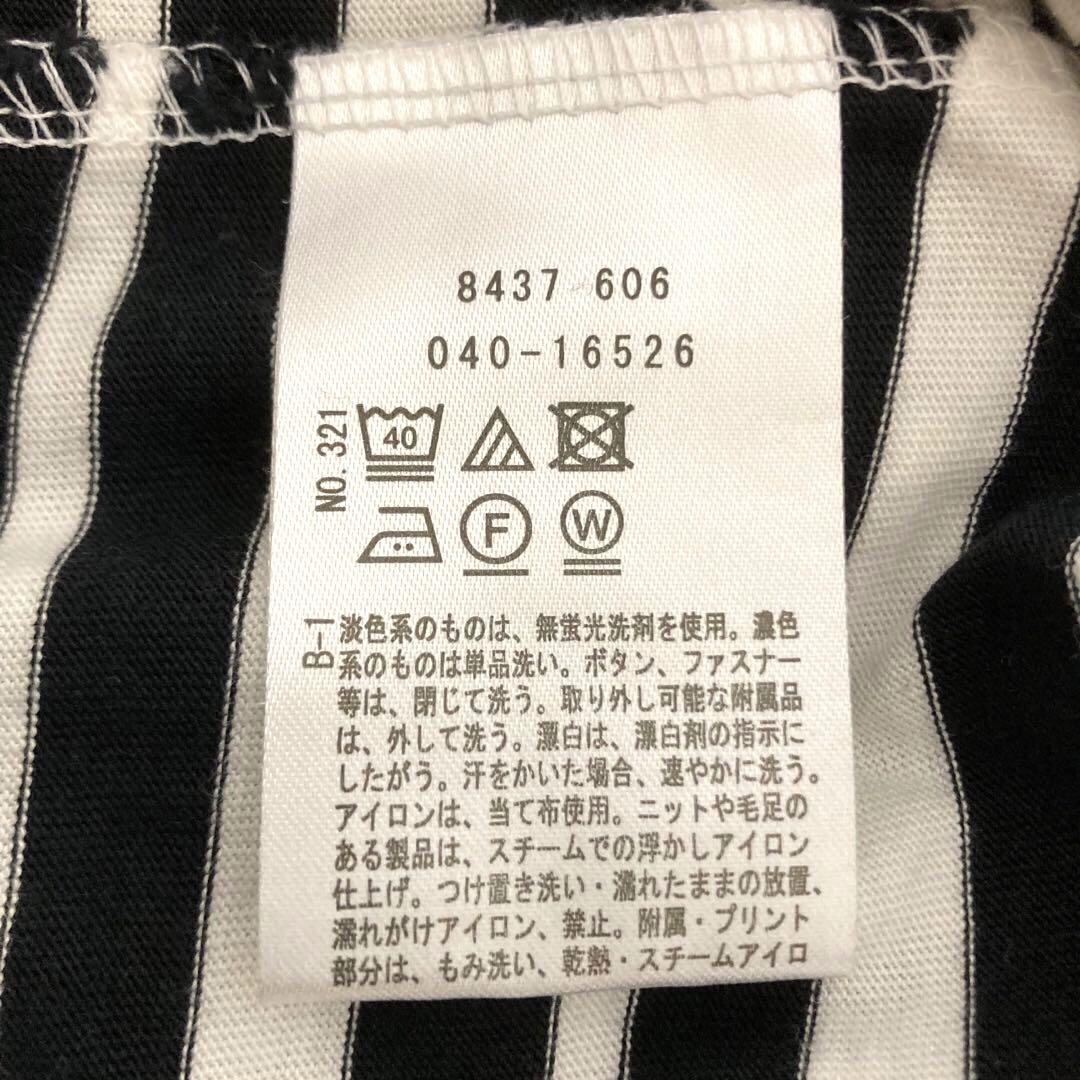 8437 606
040-16526
NO. 321
40
F
W
B-1
淡色系のものは、無蛍光洗剤を使用。濃色
系のものは単品洗い。ボタン、ファスナー
等は、閉じて洗う。取り外し可能な附属品
は、外して洗う。漂白は、漂白剤の指示に
したがう。汗をかいた場合、速やかに洗う。
アイロンは、当て布使用。ニットや毛足の
ある製品は、スチームでの浮かしアイロン
仕上げ。つけ置き洗い・濡れたままの放置、
濡れがけアイロン、禁止。附属・プリント
部分は、もみ洗い、乾熱・スチームアイロ